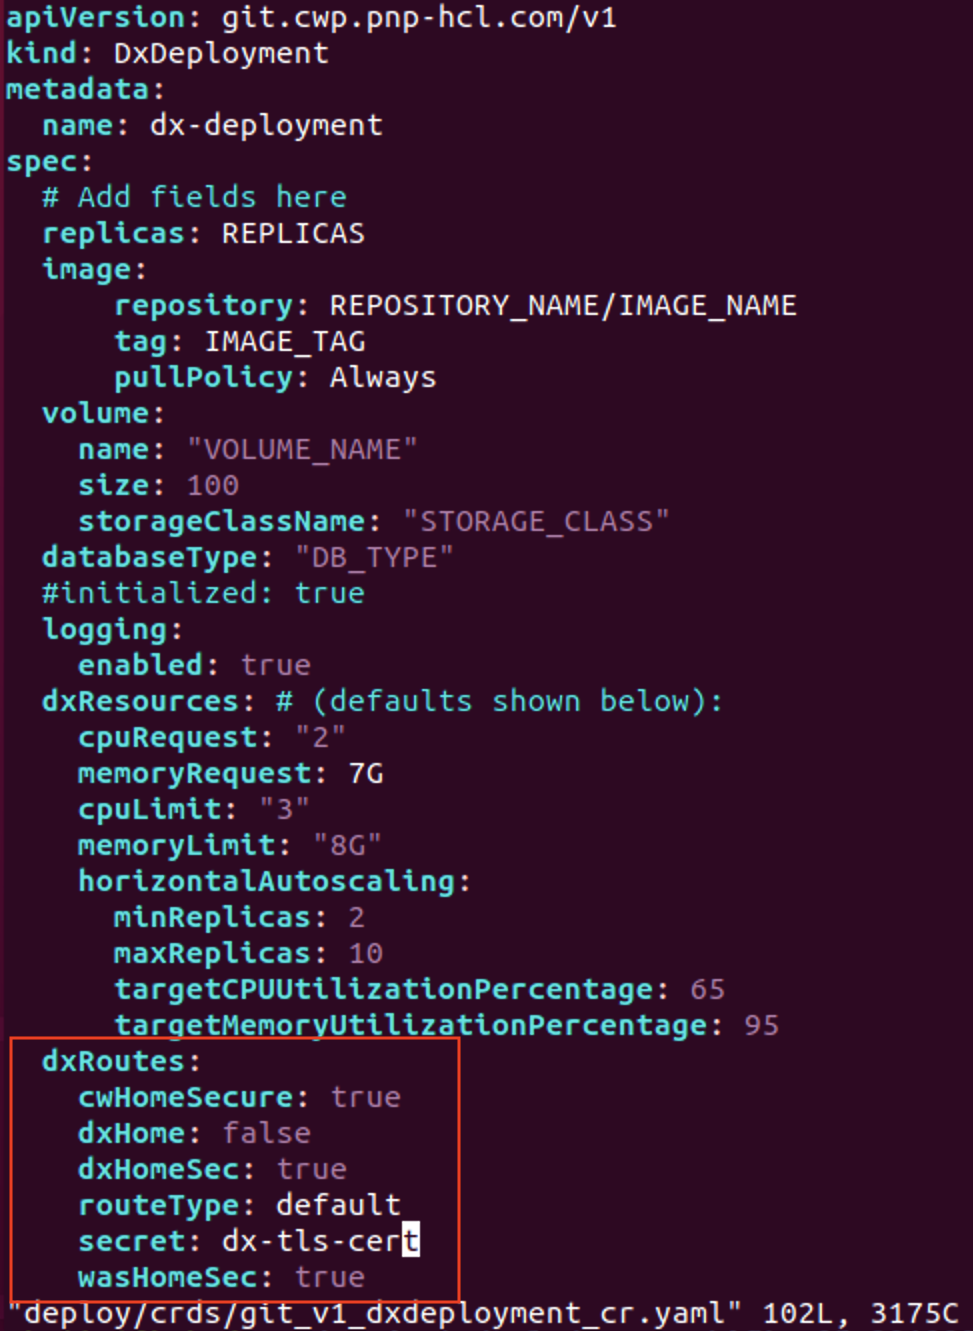 apiVersion: git.cwp.pnp-hcl.com/v1
kind: DxDeployment
metadata:
  name: dx-deployment
spec:
  # Add fields here
  replicas: REPLICAS
  image:
      repository: REPOSITORY_NAME/IMAGE_NAME
      tag: IMAGE_TAG
      pullPolicy: Always
  volume:
    name: "VOLUME_NAME"
    size: 100
    storageClassName: "STORAGE_CLASS"
  databaseType: "DB_TYPE"
  #initialized: true
  logging:
    enabled: true
  dxResources: # (defaults shown below):
    cpuRequest: "2"
    memoryRequest: 7G
    cpuLimit: "3"
    memoryLimit: "8G"
    horizontalAutoscaling:
      minReplicas: 2
      maxReplicas: 10
      targetCPUUtilizationPercentage: 65
      targetMemoryUtilizationPercentage: 95
  dxRoutes:
    cwHomeSecure: true
    dxHome: false
    dxHomeSec: true
    routeType: default
    secret: dx-tls-cert
    wasHomeSec: true
"deploy/crds/git_v1_dxdeployment_cr.yaml" 102L, 3175C